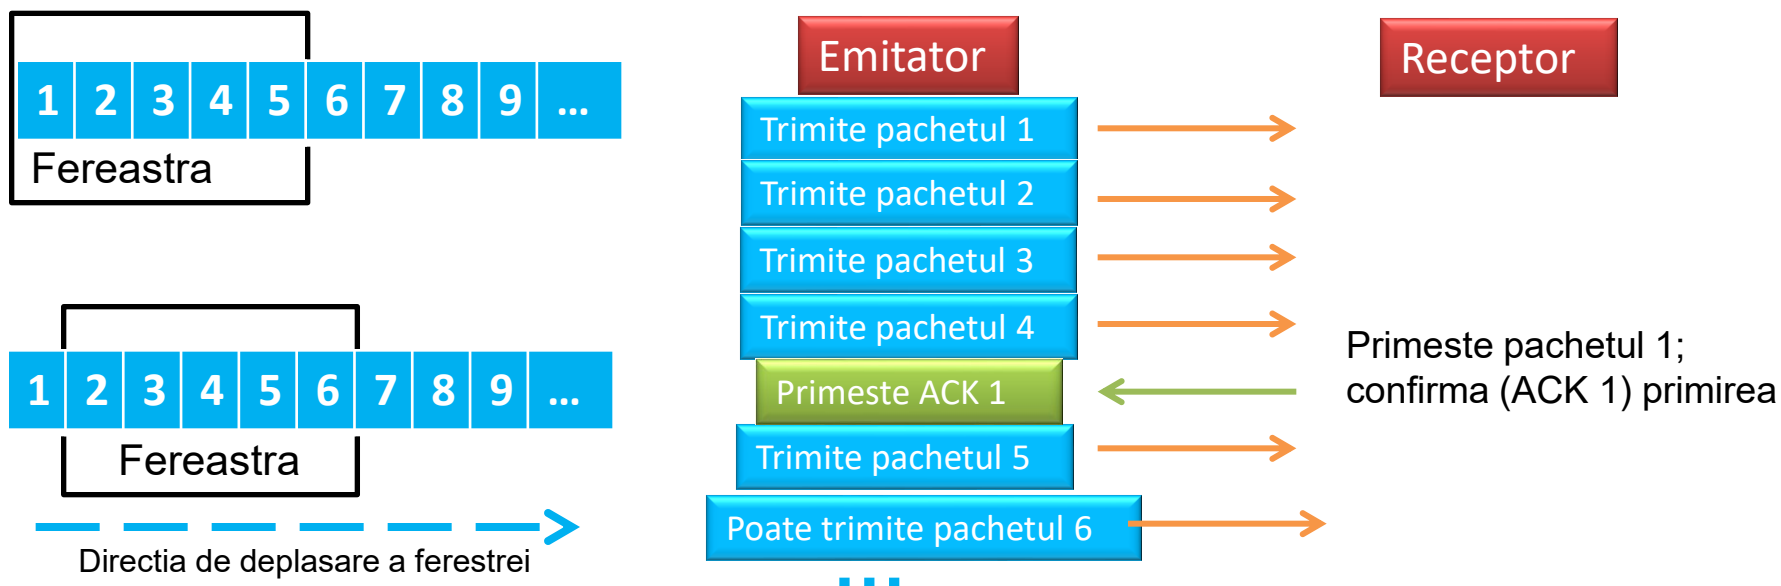 1 2 3 4 5 6 7 8 9 ...
Fereastra
1 2 3 4 5 6 7 8 9 ...
Fereastra
Directia de deplasare a ferestrei
Emitator
Trimite pachetul 1
Trimite pachetul 2
Trimite pachetul 3
Trimite pachetul 4
Primeste ACK 1
Trimite pachetul 5
Poate trimite pachetul 6
...
Receptor
Primeste pachetul 1;
confirma (ACK 1) primirea